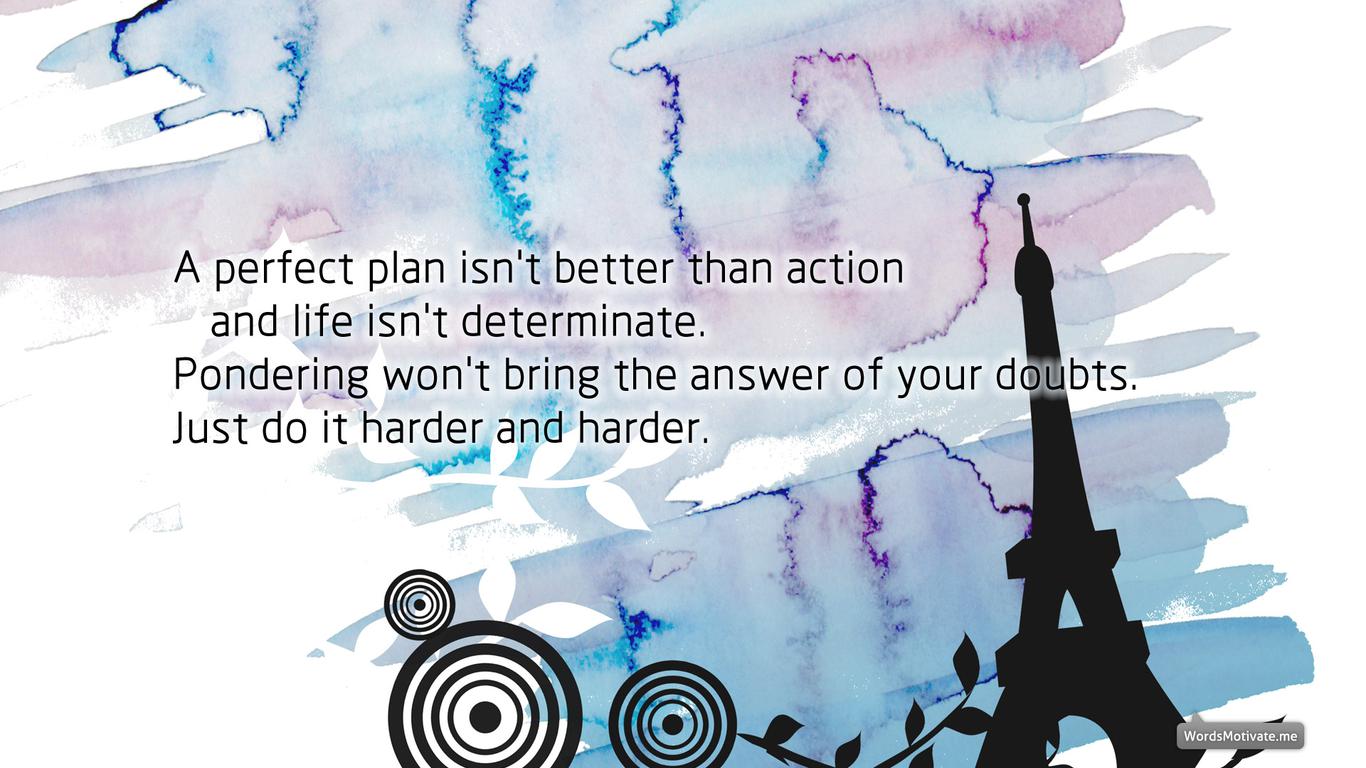 A perfect plan isn't better than action
and life isn't determinate.
Pondering won't bring the answer of your doubts.
Just do it harder and harder.
WordsMotivate.me